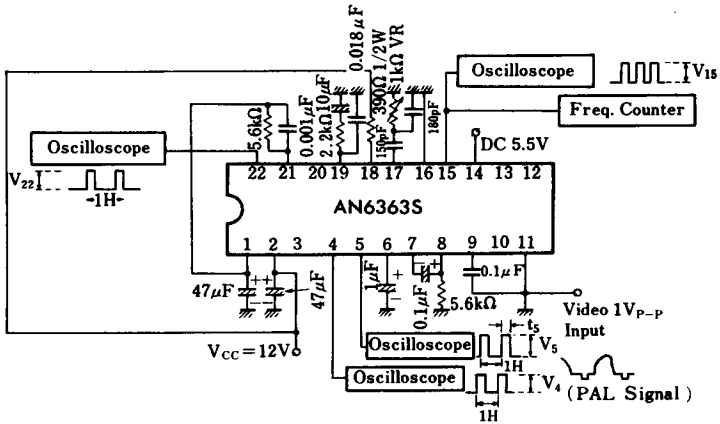 0.018μF
390Ω 1/2W
1kΩ VR
Oscilloscope
V15
Freq. Counter
5.6kΩ
0.001μF
2.2kΩ
10μF
150pF
180pF
DC 5.5V
Oscilloscope
V22
1H
22 21 20 19 18 17 16 15 14 13 12
AN6363S
1 2 3 4 5 6 7 8 9 10 11
47μF
+
−
+
−
47μF
1μF
+
−
0.1μF
− +
5.6kΩ
0.1μF
Video 1VP-P
Input
VCC=12V
Oscilloscope
t5
V5
1H
Oscilloscope
V4
1H
(PAL Signal)